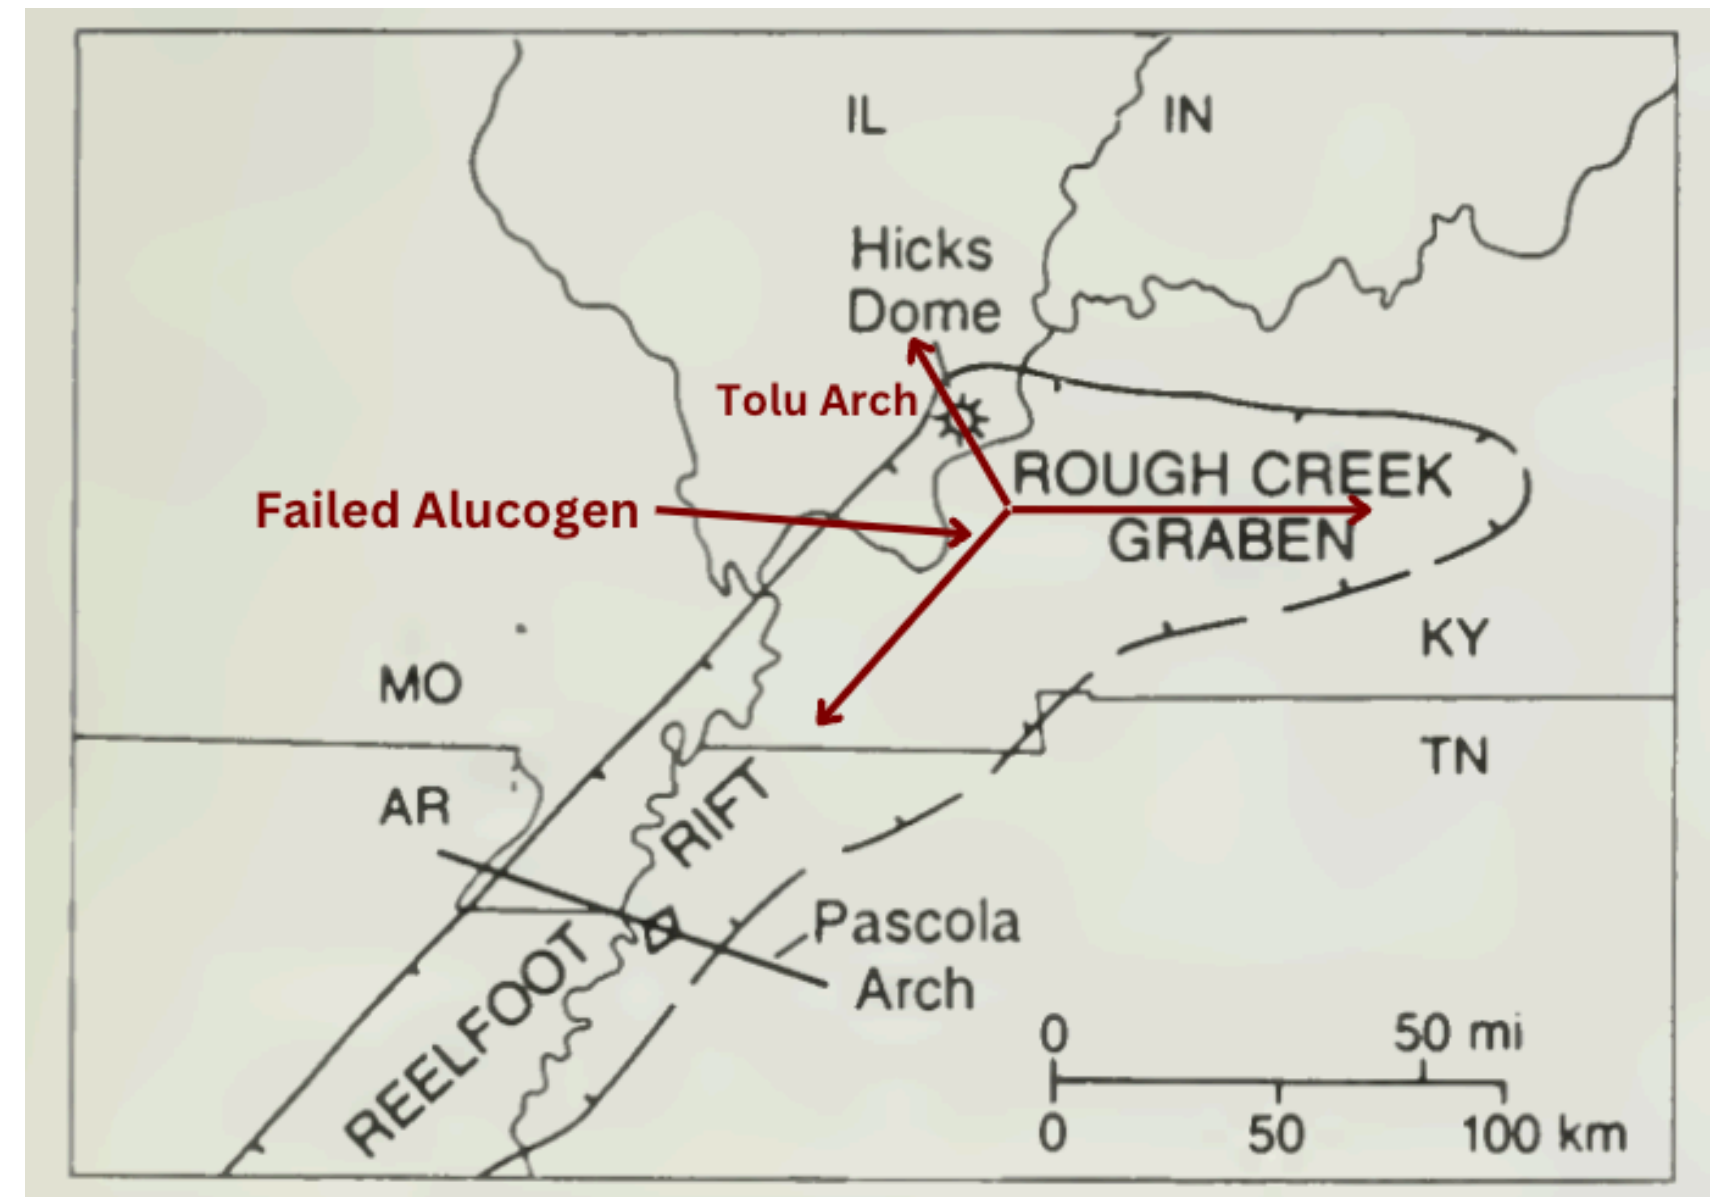 IL
IN
Hicks
Dome
Tolu Arch
ROUGH CREEK
GRABEN
Failed Alucogen
KY
MO
TN
AR
RIFT
REELFOOT
Pascola
Arch
0
50 mi
0
50
100 km